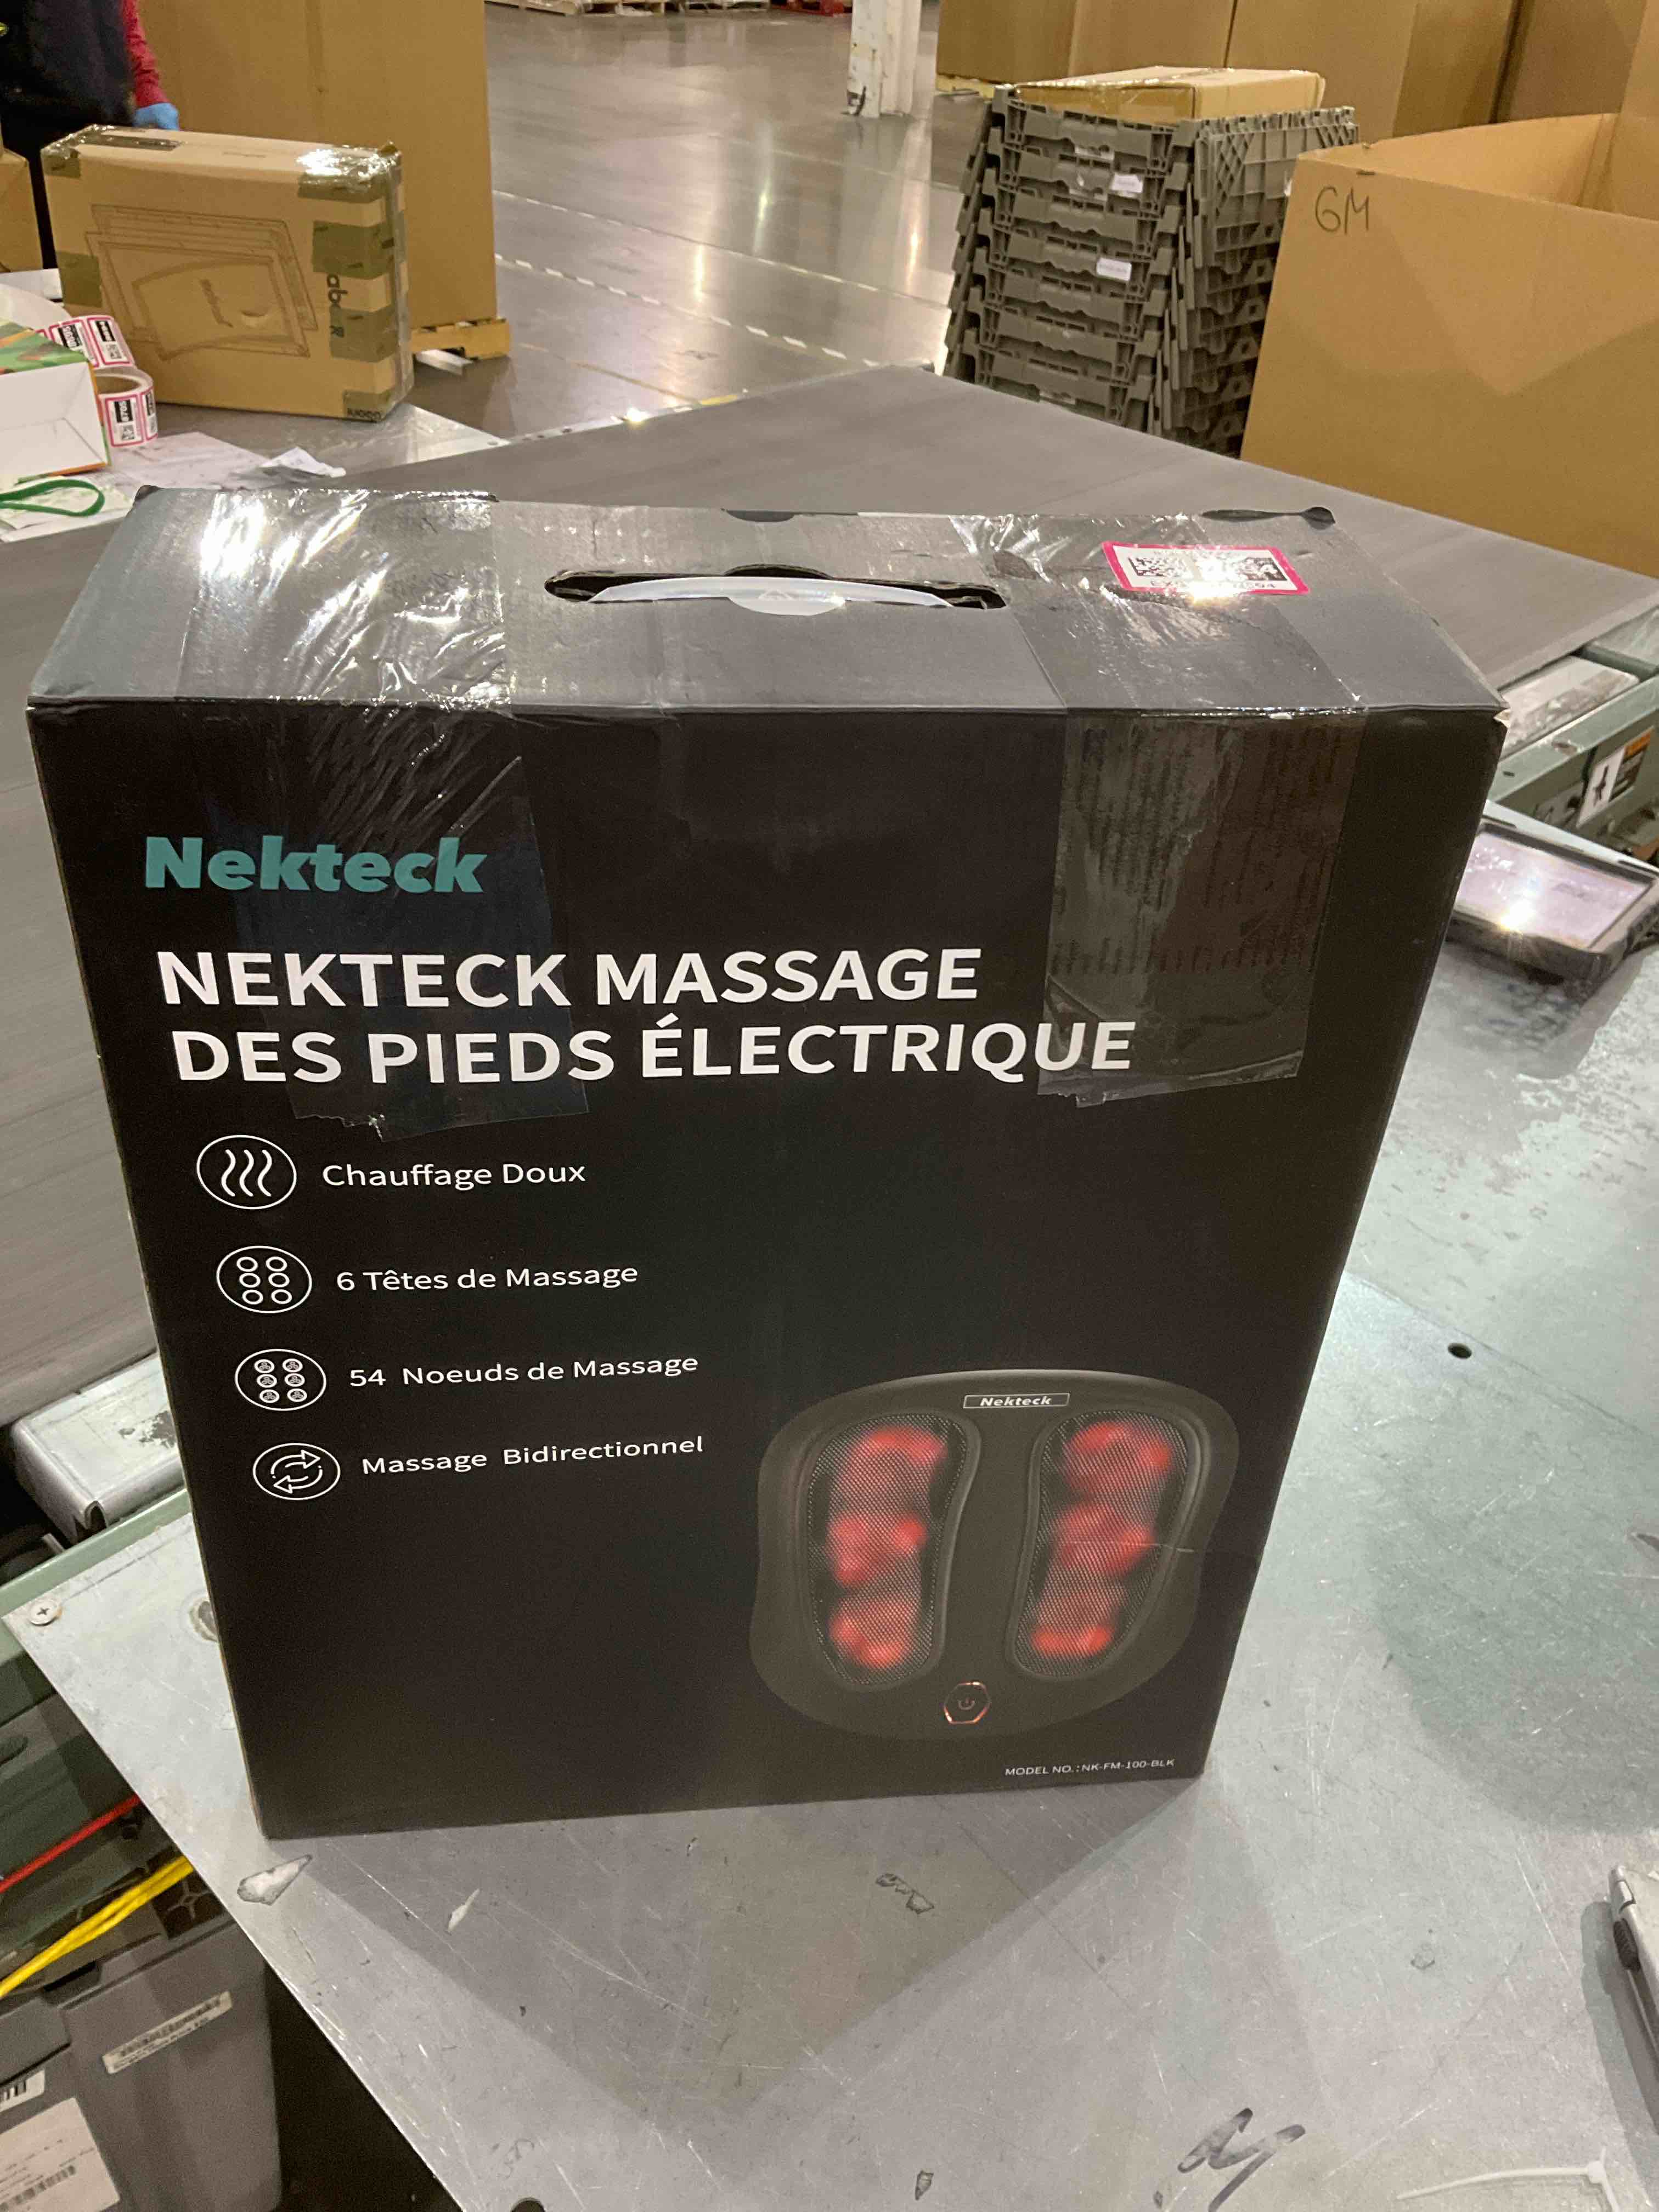 GM
Nekteck
NEKTECK MASSAGE
DES PIEDS ÉLECTRIQUE
Chauffage Doux
6 Têtes de Massage
54 Noeuds de Massage
Massage Bidirectionnel
Nekteck
MODEL NO.:NK-FM-100-BLK